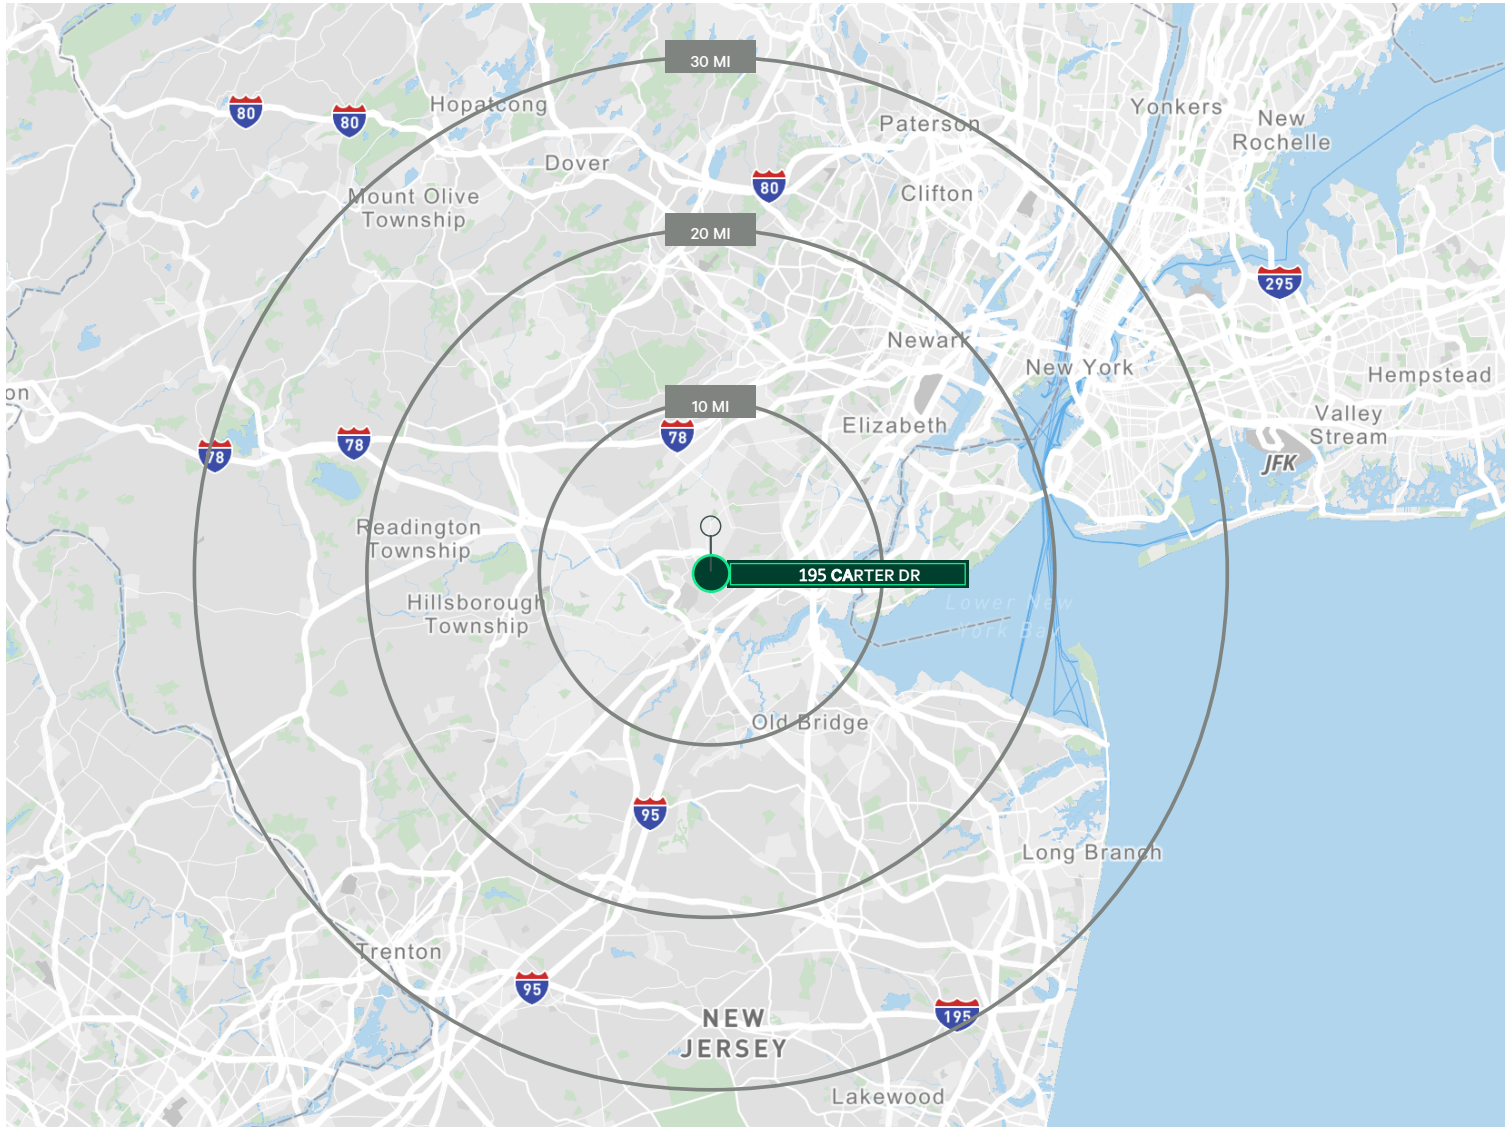 30 MI
Hopatcong
80
80
Paterson
Yonkers
New
Rochelle
Dover
80
Clifton
Mount Olive
Township
20 MI
295
Newark
New York
Hempstead
on
10 MI
Elizabeth
Valley
Stream
78
78
78
JFK
Readington
Township
195 CARTER DR
Hillsborough
Township
Lower New
York Bay
Old Bridge
95
Long Branch
Trenton
95
195
NEW
JERSEY
Lakewood